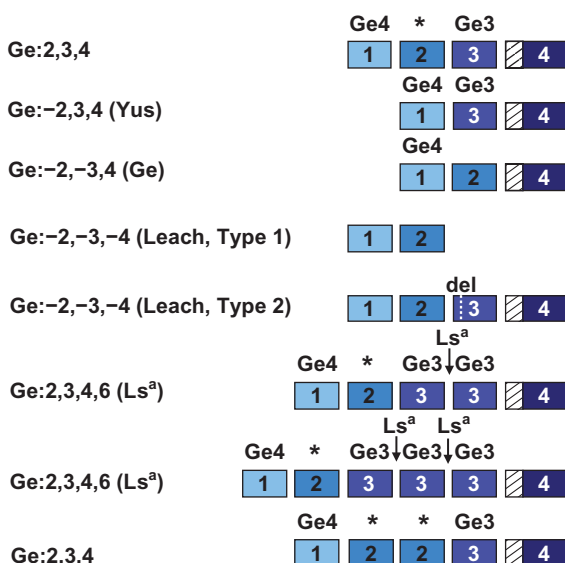 Ge4 * Ge3
Ge:2,3,4 1 2 3 4
Ge4 Ge3
Ge:−2,3,4 (Yus) 1 3 4
Ge4
Ge:−2,−3,4 (Ge) 1 2 4
Ge:−2,−3,−4 (Leach, Type 1) 1 2
del
Ge:−2,−3,−4 (Leach, Type 2) 1 2 3 4
Lsᵃ
Ge4 * Ge3 Ge3
Ge:2,3,4,6 (Lsᵃ) 1 2 3 3 4
Lsᵃ Lsᵃ
Ge4 * Ge3 Ge3 Ge3
Ge:2,3,4,6 (Lsᵃ) 1 2 3 3 3 4
Ge4 * * Ge3
Ge:2,3,4 1 2 2 3 4